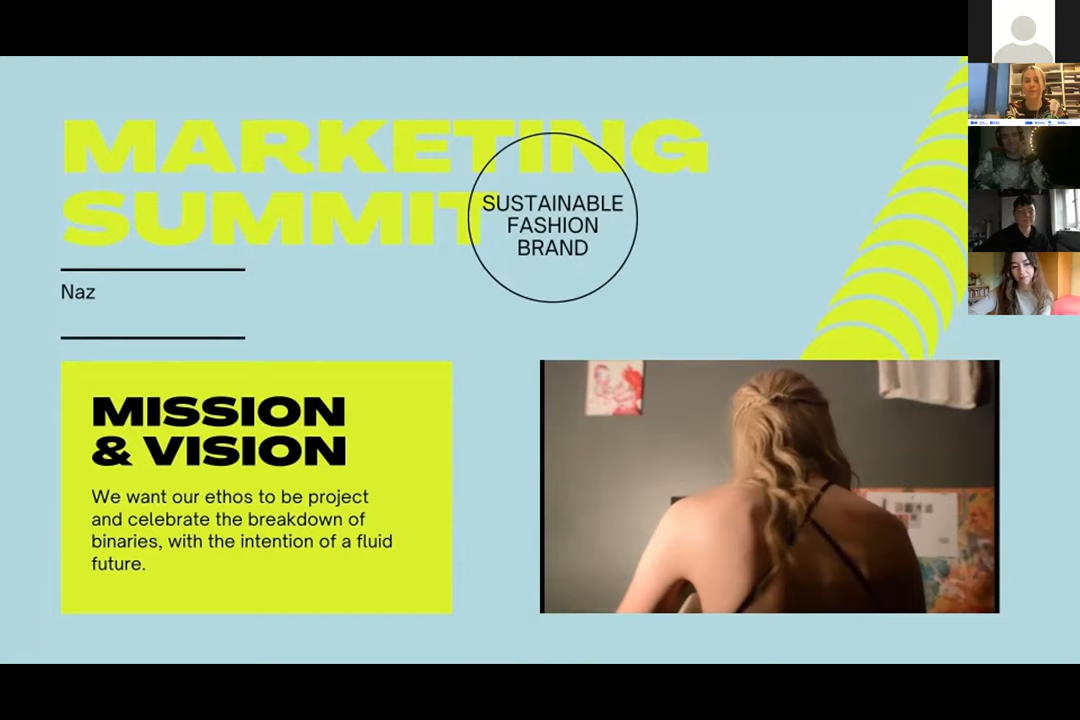 MARKETING
SUMMIT
SUSTAINABLE
FASHION
BRAND
Naz
MISSION
& VISION
We want our ethos to be project
and celebrate the breakdown of
binaries, with the intention of a fluid
future.